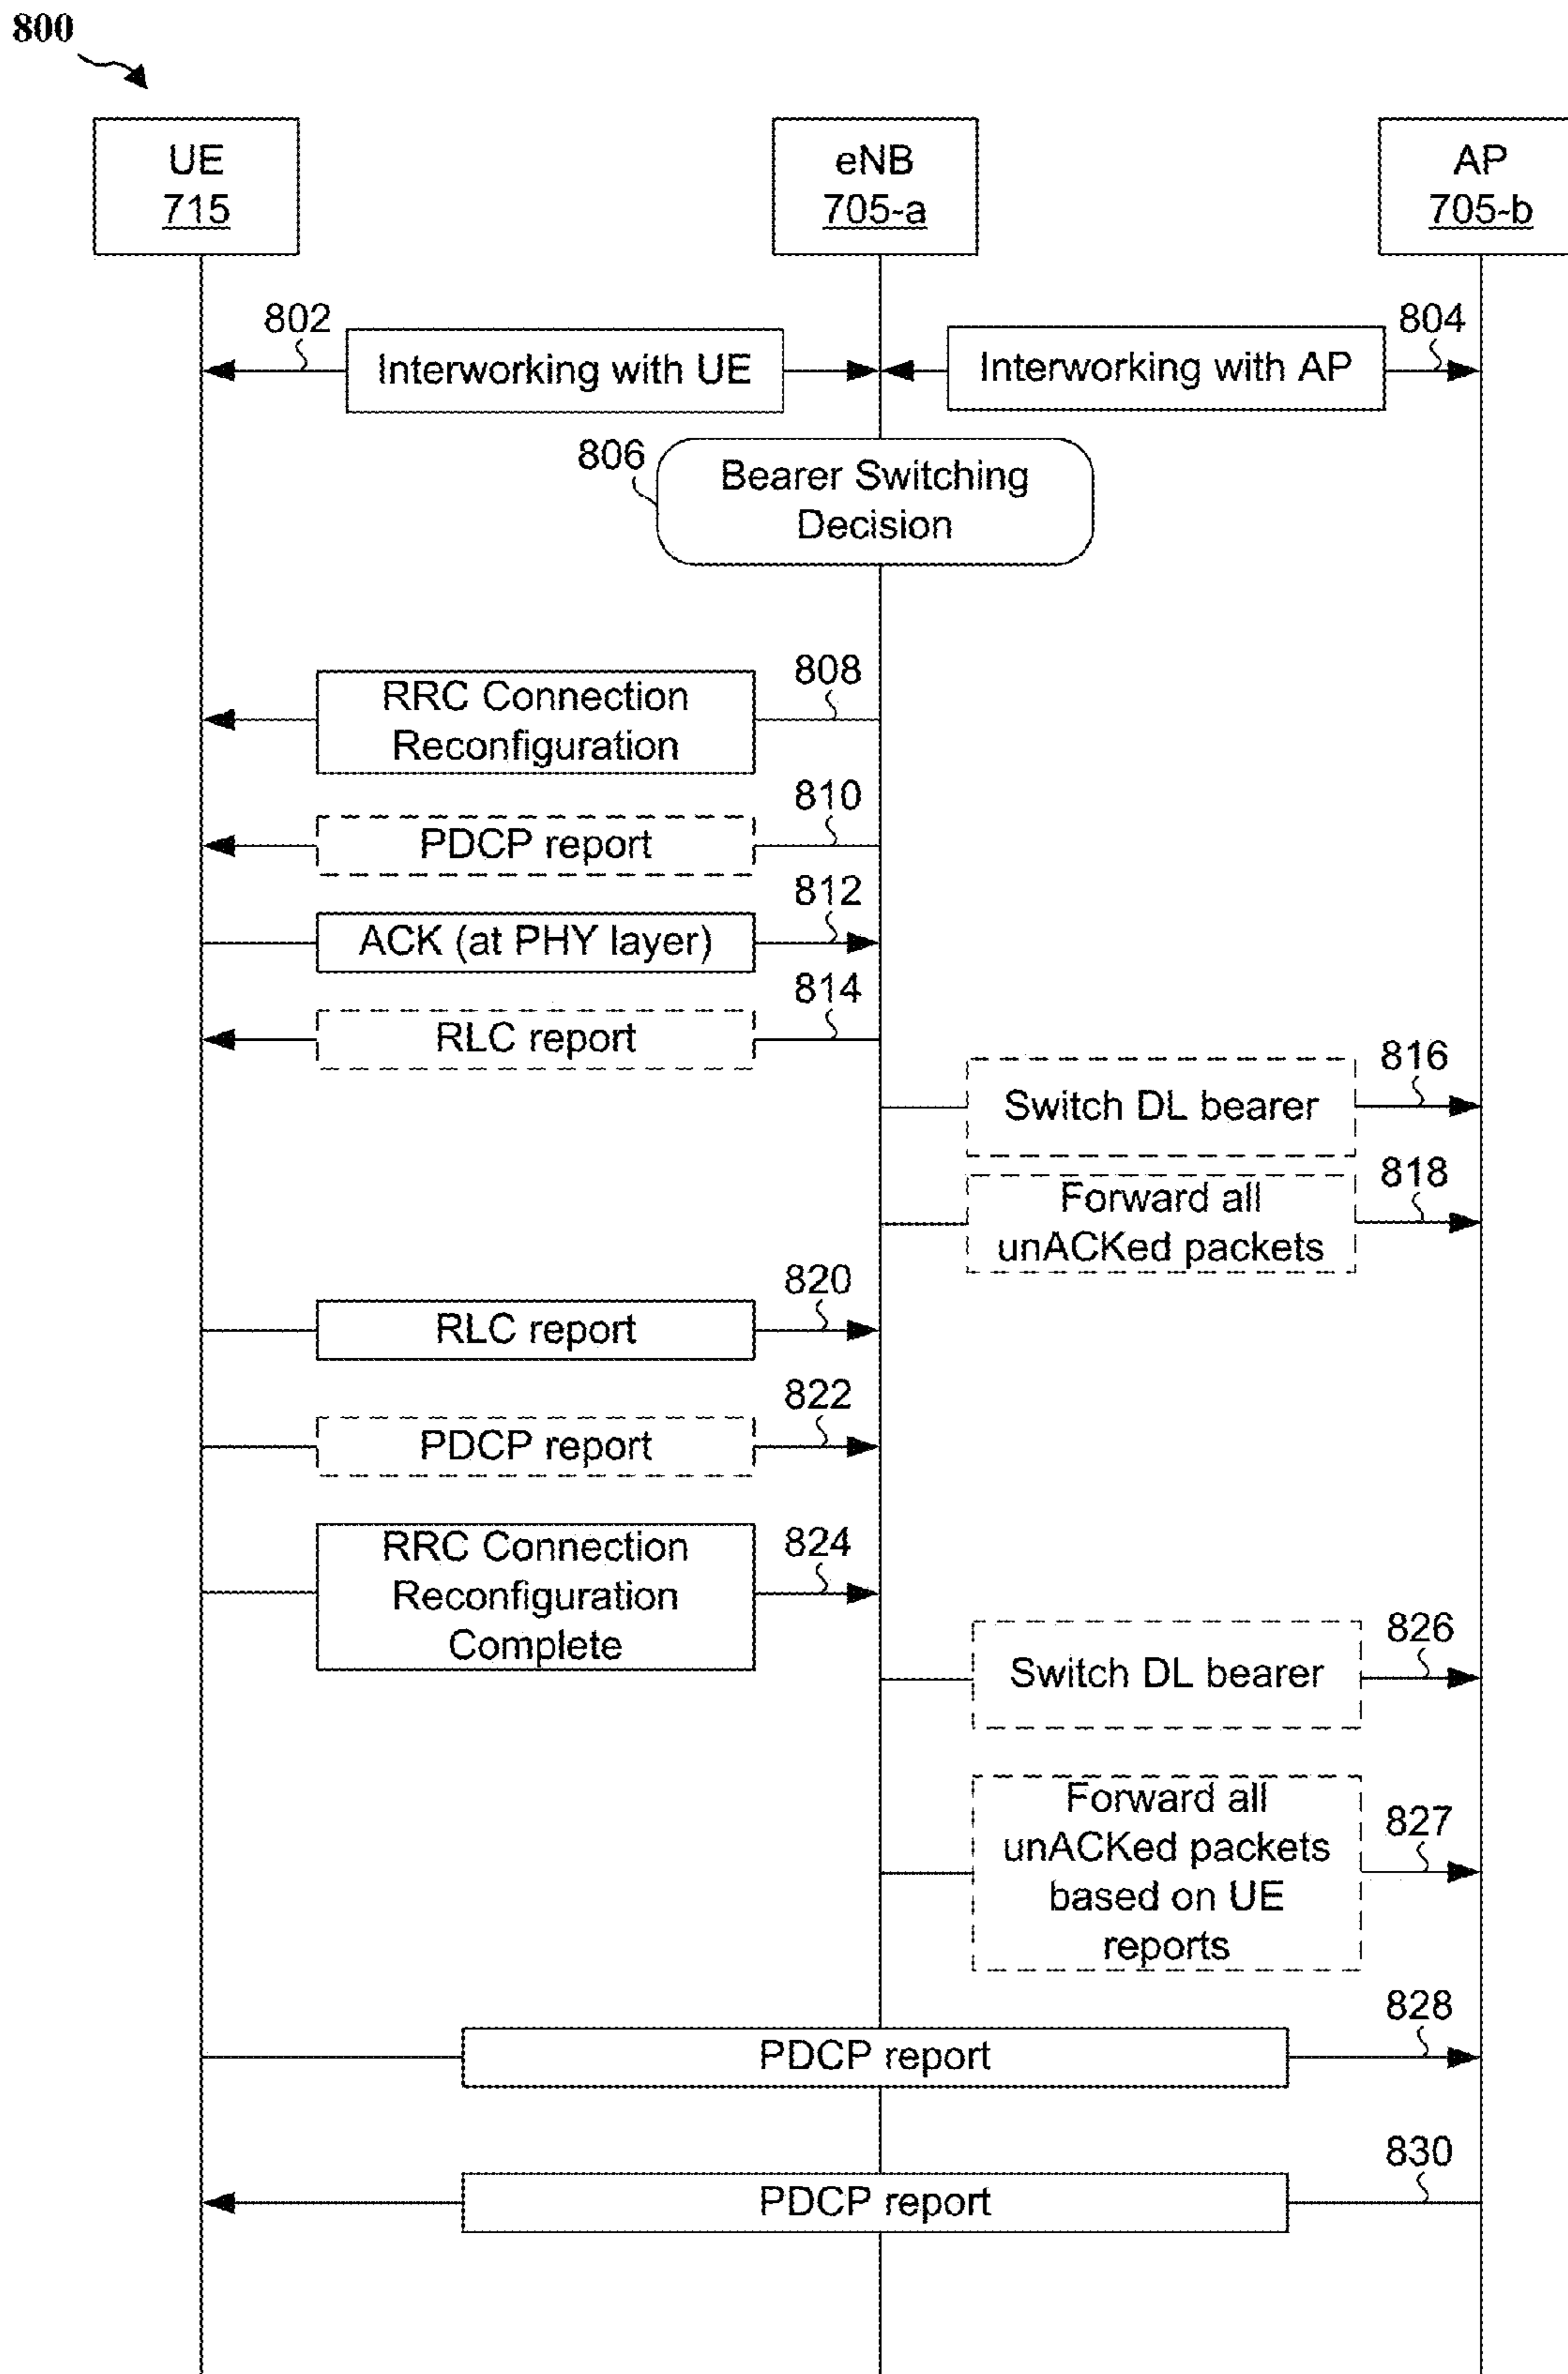 800
UE
715
eNB
705-a
AP
705-b
802
Interworking with UE
804
Interworking with AP
806
Bearer Switching
Decision
808
RRC Connection
Reconfiguration
810
PDCP report
812
ACK (at PHY layer)
814
RLC report
816
Switch DL bearer
818
Forward all
unACKed packets
820
RLC report
822
PDCP report
824
RRC Connection
Reconfiguration
Complete
826
Switch DL bearer
827
Forward all
unACKed packets
based on UE
reports
828
PDCP report
830
PDCP report